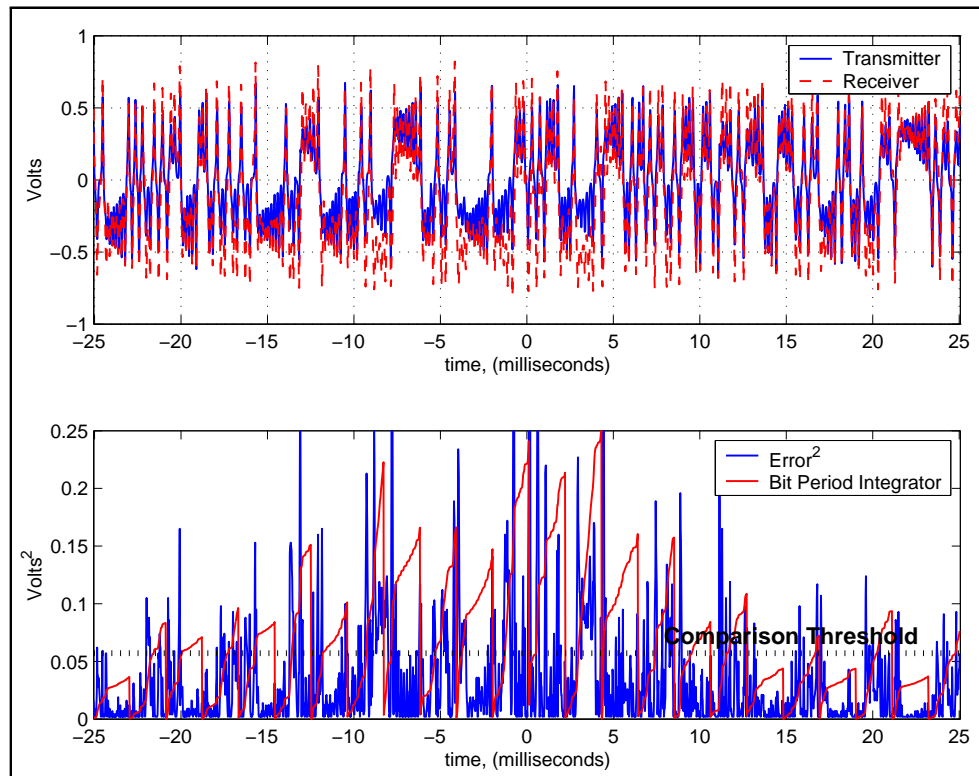 1
0.5
0
−0.5
−1
Volts
Transmitter
Receiver
−25 −20 −15 −10 −5 0 5 10 15 20 25
time, (milliseconds)
0.25
0.2
0.15
0.1
0.05
0
Volts²
Error²
Bit Period Integrator
Comparison Threshold
−25 −20 −15 −10 −5 0 5 10 15 20 25
time, (milliseconds)